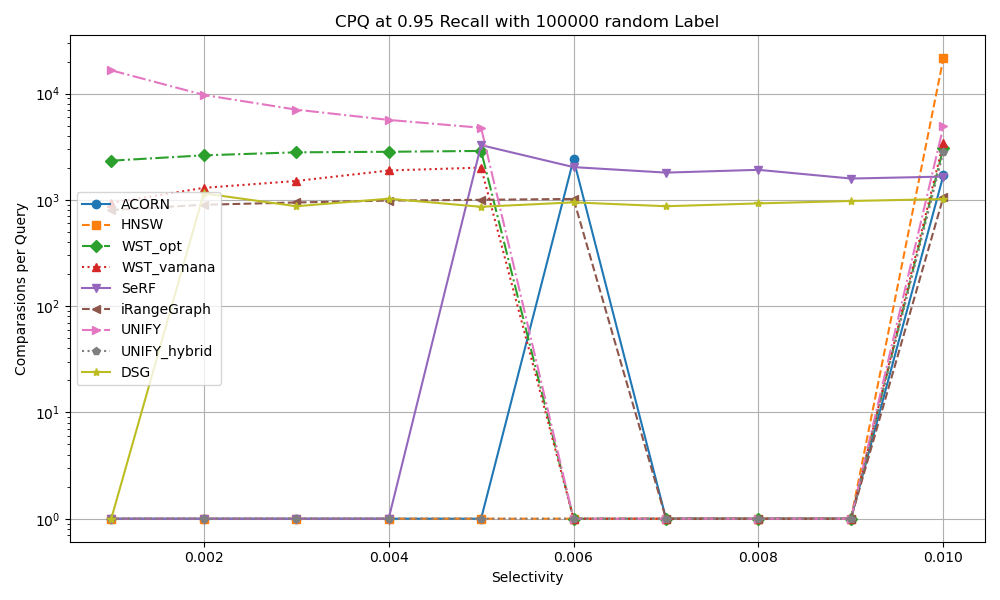 CPQ at 0.95 Recall with 100000 random Label
Comparasions per Query
10^4
10^3
10^2
10^1
10^0
ACORN
HNSW
WST_opt
WST_vamana
SeRF
iRangeGraph
UNIFY
UNIFY_hybrid
DSG
0.002 0.004 0.006 0.008 0.010
Selectivity